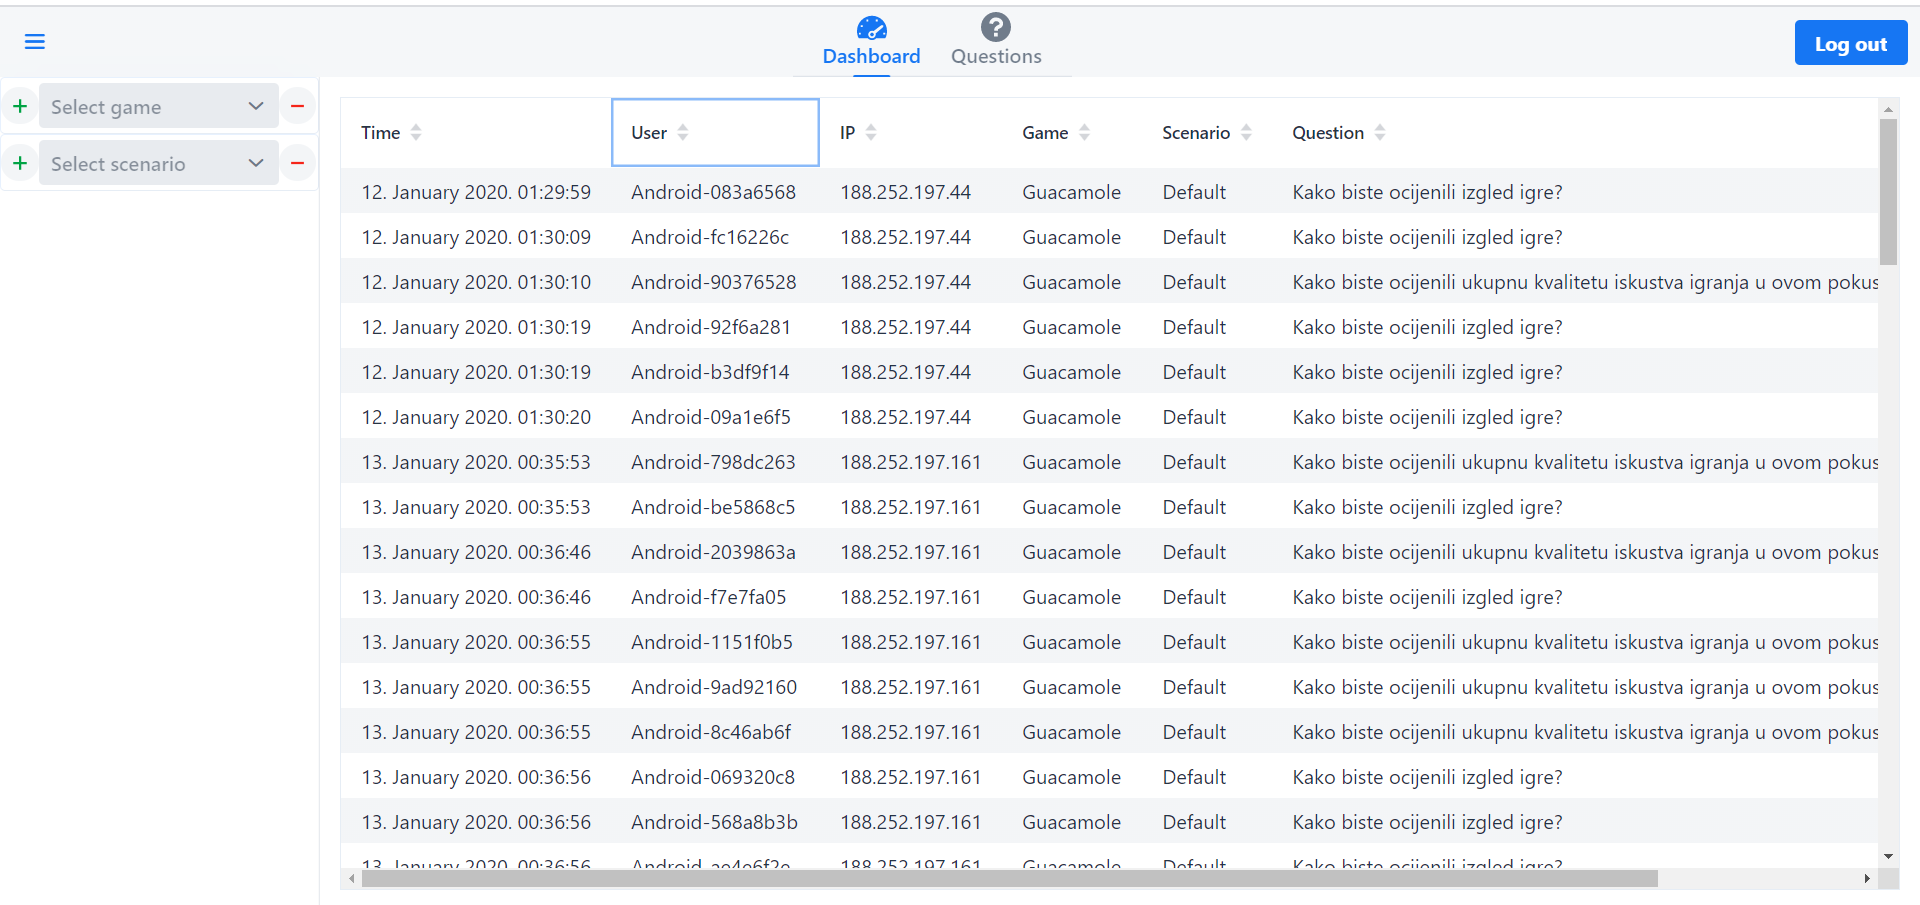 Dashboard
Questions
Log out
Select game
Select scenario
Time User IP Game Scenario Question
12. January 2020. 01:29:59 Android-083a6568 188.252.197.44 Guacamole Default Kako biste ocijenili izgled igre?
12. January 2020. 01:30:09 Android-fc16226c 188.252.197.44 Guacamole Default Kako biste ocijenili izgled igre?
12. January 2020. 01:30:10 Android-90376528 188.252.197.44 Guacamole Default Kako biste ocijenili ukupnu kvalitetu iskustva igranja u ovom pokus
12. January 2020. 01:30:19 Android-92f6a281 188.252.197.44 Guacamole Default Kako biste ocijenili izgled igre?
12. January 2020. 01:30:19 Android-b3df9f14 188.252.197.44 Guacamole Default Kako biste ocijenili izgled igre?
12. January 2020. 01:30:20 Android-09a1e6f5 188.252.197.44 Guacamole Default Kako biste ocijenili izgled igre?
13. January 2020. 00:35:53 Android-798dc263 188.252.197.161 Guacamole Default Kako biste ocijenili ukupnu kvalitetu iskustva igranja u ovom pokus
13. January 2020. 00:35:53 Android-be5868c5 188.252.197.161 Guacamole Default Kako biste ocijenili izgled igre?
13. January 2020. 00:36:46 Android-2039863a 188.252.197.161 Guacamole Default Kako biste ocijenili ukupnu kvalitetu iskustva igranja u ovom pokus
13. January 2020. 00:36:46 Android-f7e7fa05 188.252.197.161 Guacamole Default Kako biste ocijenili izgled igre?
13. January 2020. 00:36:55 Android-1151f0b5 188.252.197.161 Guacamole Default Kako biste ocijenili ukupnu kvalitetu iskustva igranja u ovom pokus
13. January 2020. 00:36:55 Android-9ad92160 188.252.197.161 Guacamole Default Kako biste ocijenili ukupnu kvalitetu iskustva igranja u ovom pokus
13. January 2020. 00:36:55 Android-8c46ab6f 188.252.197.161 Guacamole Default Kako biste ocijenili ukupnu kvalitetu iskustva igranja u ovom pokus
13. January 2020. 00:36:56 Android-069320c8 188.252.197.161 Guacamole Default Kako biste ocijenili izgled igre?
13. January 2020. 00:36:56 Android-568a8b3b 188.252.197.161 Guacamole Default Kako biste ocijenili izgled igre?
13. January 2020. 00:36:56 188.252.197.161 Guacamole Default Kako biste ocijenili izgled igre?